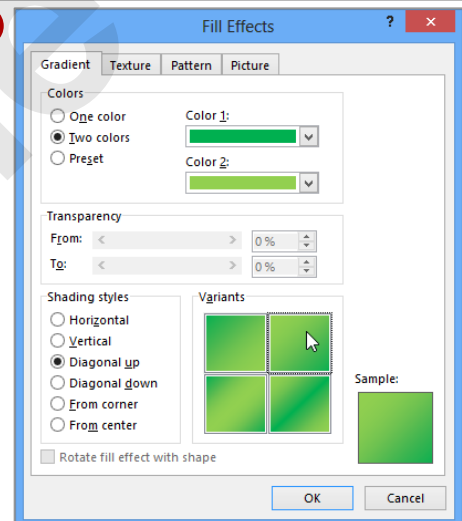 Fill Effects ?
Gradient Texture Pattern Picture
Colors
One color
Two colors
Preset
Color 1:
Color 2:
Transparency
From: 0 %
To: 0 %
Shading styles
Horizontal
Vertical
Diagonal up
Diagonal down
From corner
From center
Variants
Sample:
Rotate fill effect with shape
OK Cancel